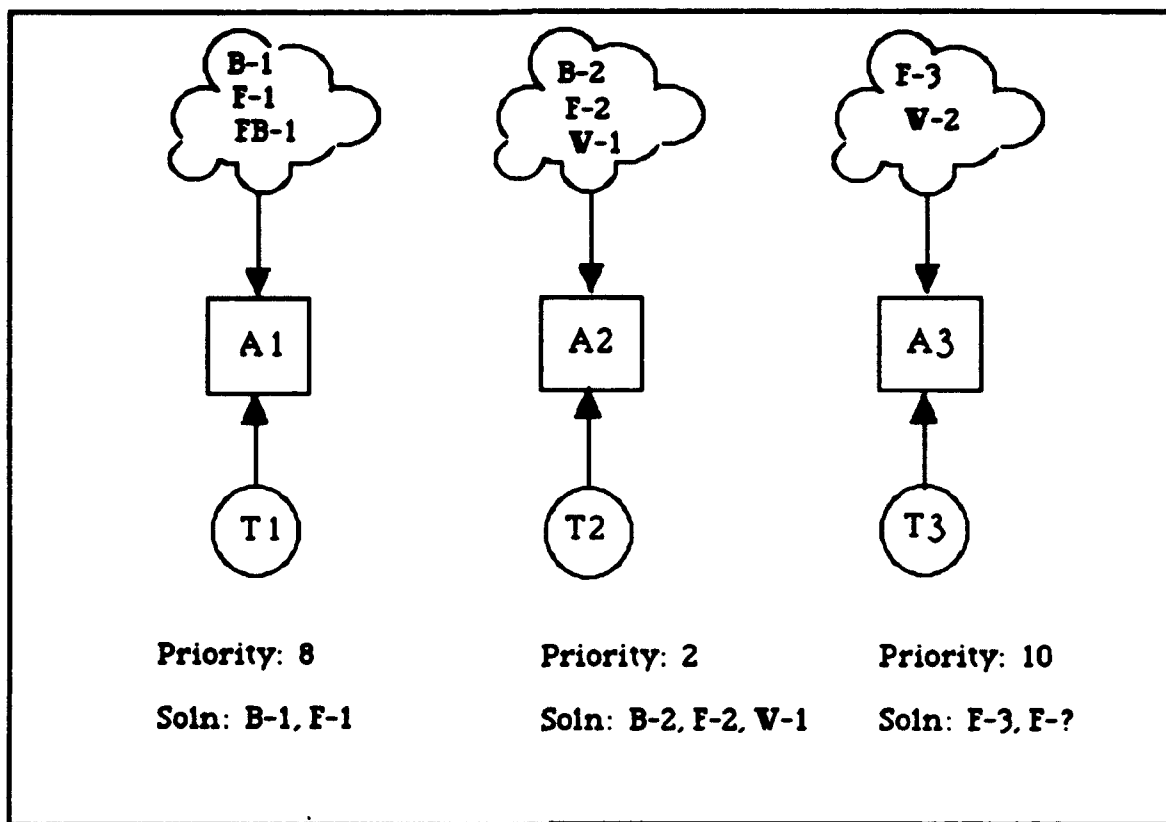 B-1
F-1
FB-1
B-2
F-2
W-1
F-3
W-2
A1
A2
A3
T1
T2
T3
Priority: 8
Priority: 2
Priority: 10
Soln: B-1, F-1
Soln: B-2, F-2, W-1
Soln: F-3, F-?